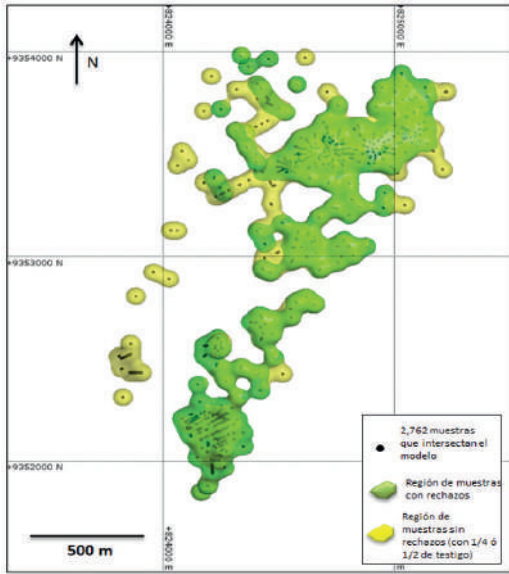 +824000 m
+825000 m
+9354000 N
N
+9353000 N
+9352000 N
+824000 m
+825000 m
500 m
2,762 muestras
que intersectan el
modelo
Región de muestras
con rechazos
Región de
muestras sin
rechazos (con 1/4 ó
1/2 de testigo)